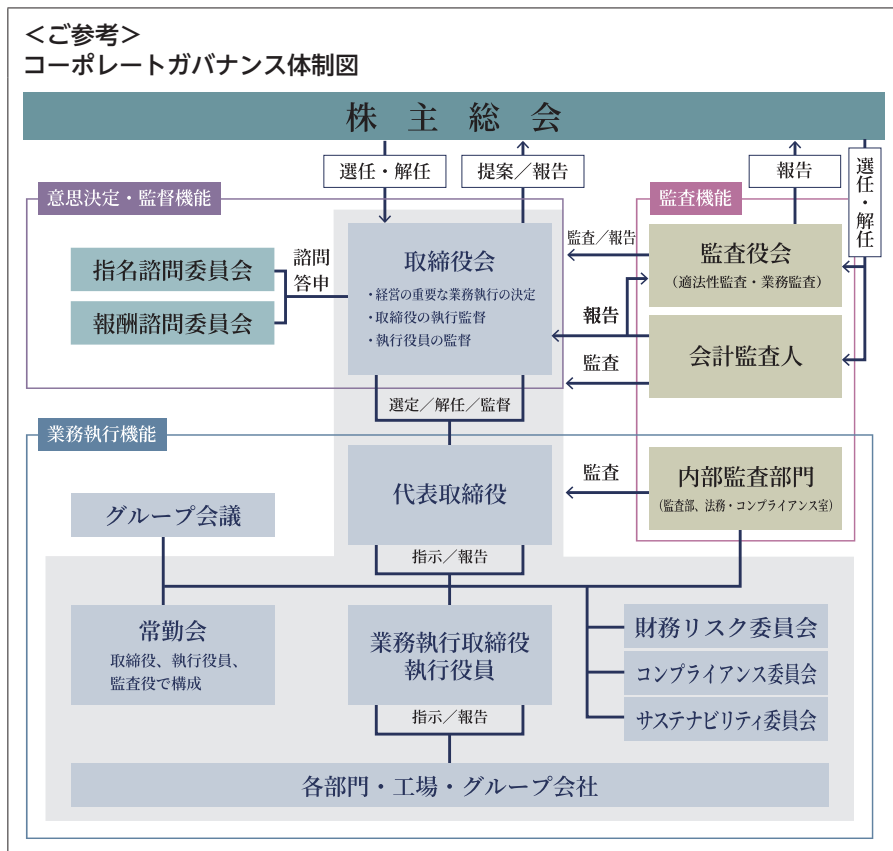 ＜ご参考＞
コーポレートガバナンス体制図
株主総会
選任・解任
提案／報告
報告
選任・解任
意思決定・監督機能
監査機能
指名諮問委員会
報酬諮問委員会
諮問
答申
取締役会
・経営の重要な業務執行の決定
・取締役の執行監督
・執行役員の監督
監査／報告
報告
監査
監査役会
（適法性監査・業務監査）
会計監査人
選定／解任／監督
業務執行機能
代表取締役
監査
内部監査部門
（監査部、法務・コンプライアンス室）
グループ会議
指示／報告
常勤会
取締役、執行役員、
監査役で構成
業務執行取締役
執行役員
財務リスク委員会
コンプライアンス委員会
サステナビリティ委員会
指示／報告
各部門・工場・グループ会社